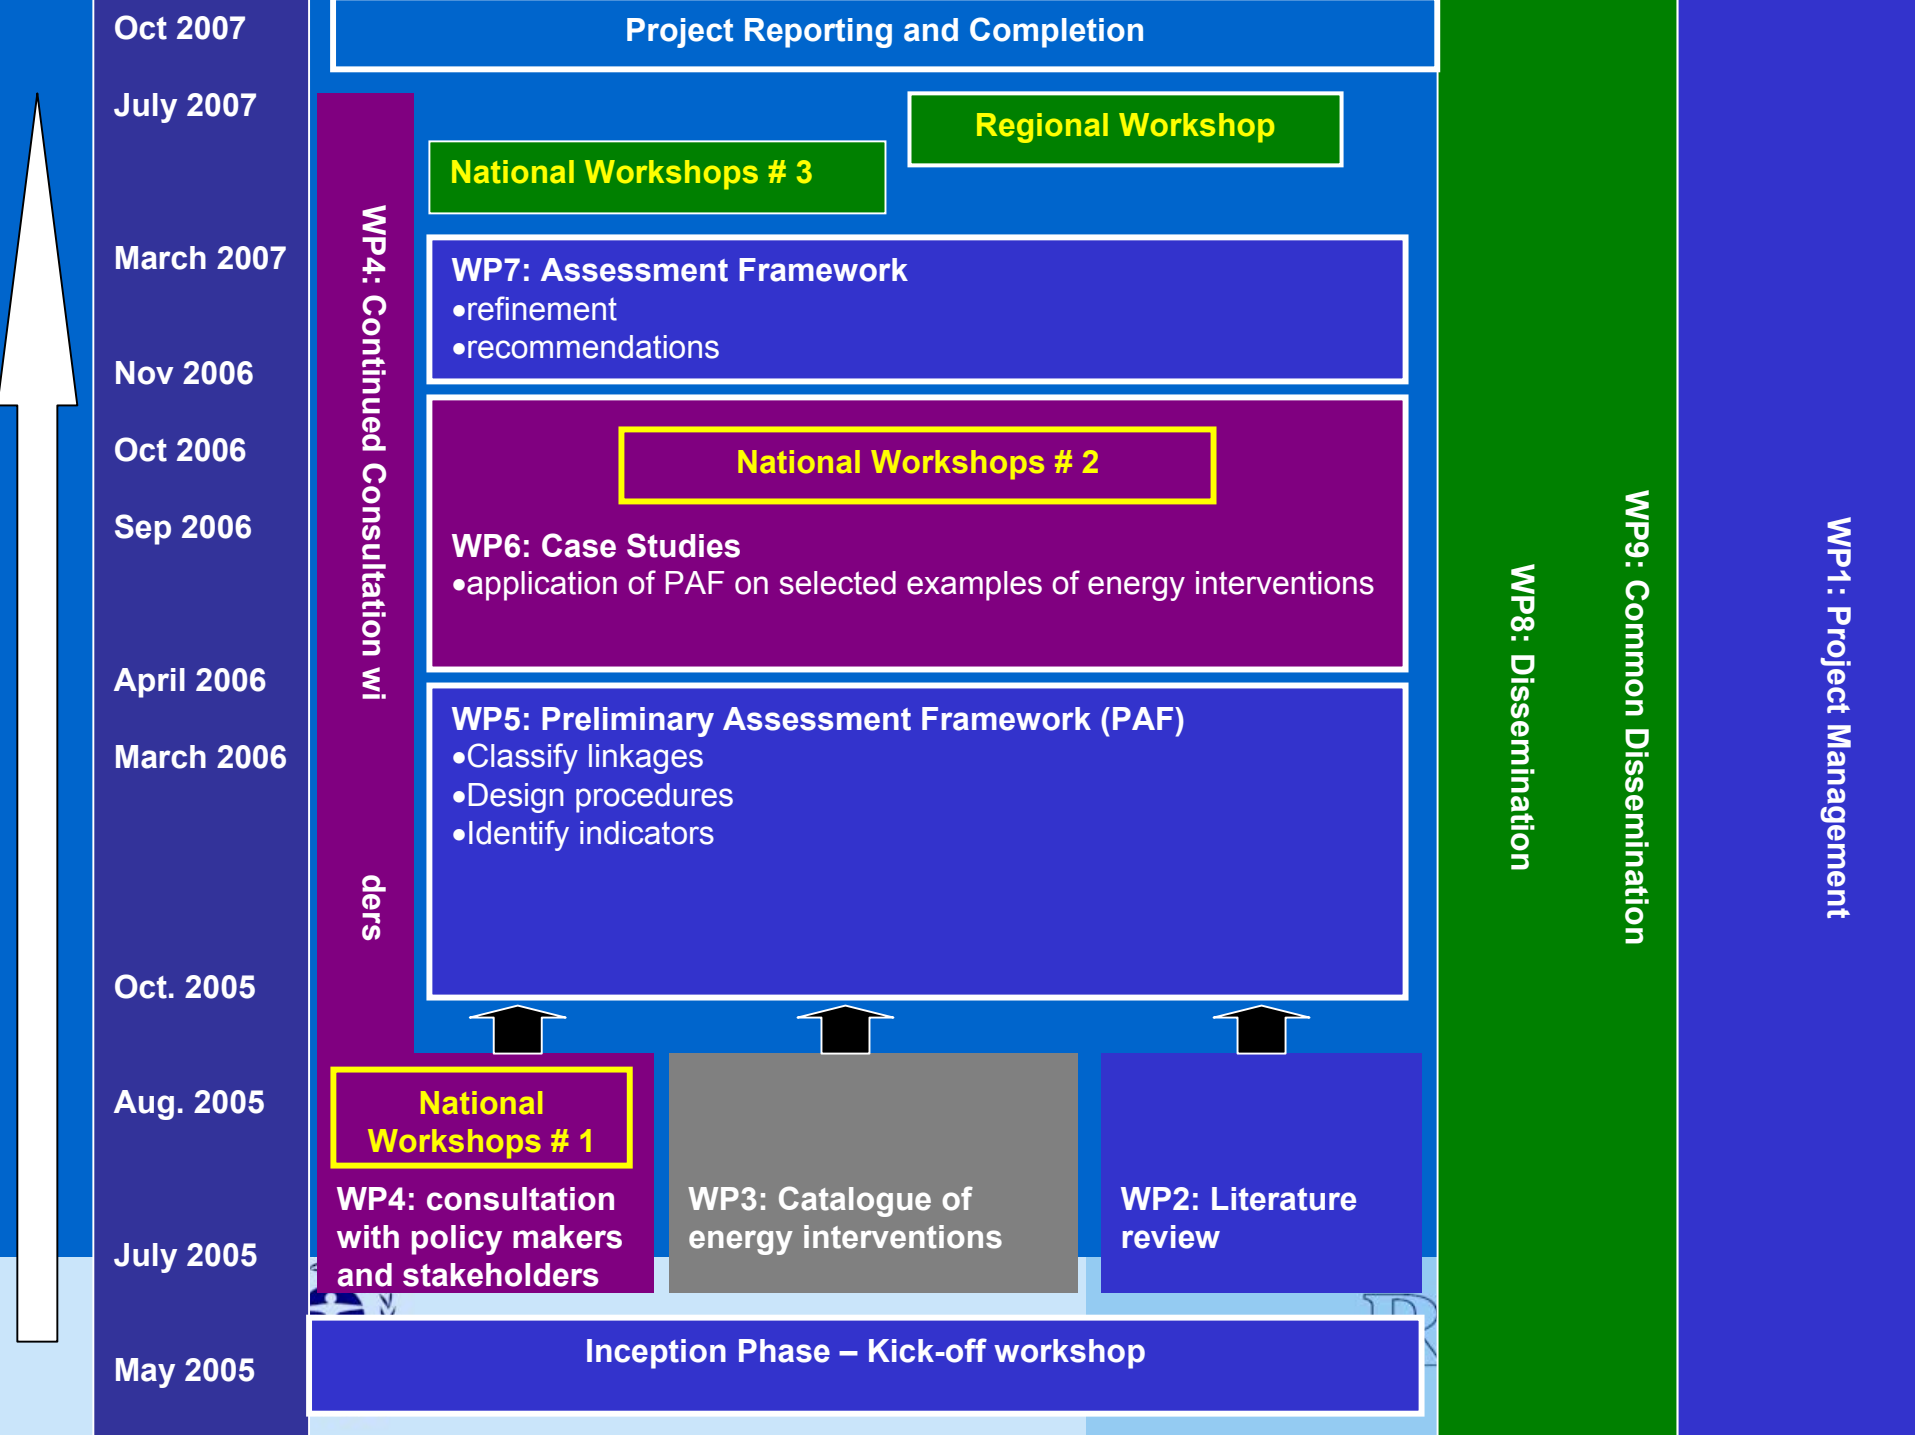 Oct 2007
July 2007
March 2007
Nov 2006
Oct 2006
Sep 2006
April 2006
March 2006
Oct. 2005
Aug. 2005
July 2005
May 2005
Project Reporting and Completion
Regional Workshop
National Workshops # 3
WP4: Continued Consultation wi
ders
WP7: Assessment Framework
•refinement
•recommendations
National Workshops # 2
WP6: Case Studies
•application of PAF on selected examples of energy interventions
WP5: Preliminary Assessment Framework (PAF)
•Classify linkages
•Design procedures
•Identify indicators
National
Workshops # 1
WP4: consultation
with policy makers
and stakeholders
WP3: Catalogue of
energy interventions
WP2: Literature
review
R
Inception Phase – Kick-off workshop
WP8: Dissemination
WP9: Common Dissemination
WP1: Project Management